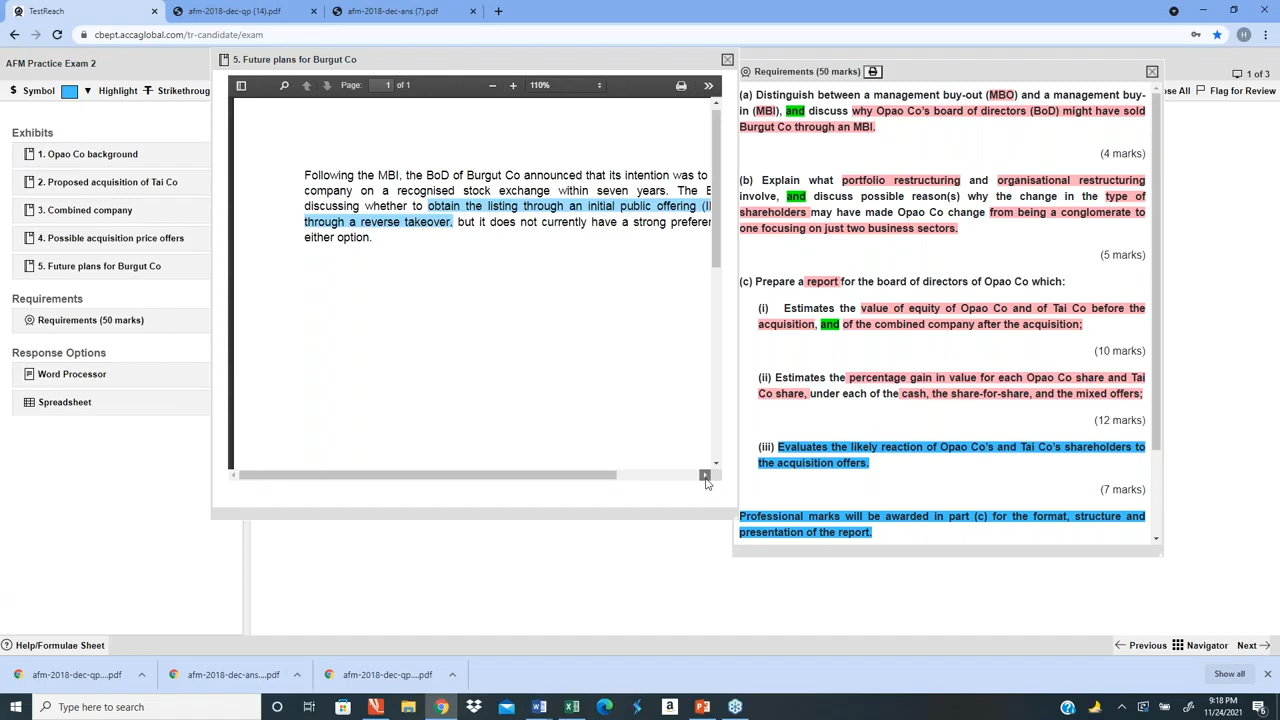 TestReach
afm-2018-dec-qp (14).pdf
afm-2018-dec-ans (7).pdf
cbept.accaglobal.com/tr-candidate/exam
H
AFM Practice Exam 2
Symbol
Highlight
Strikethroug
Exhibits
1. Opao Co background
2. Proposed acquisition of Tai Co
3. Combined company
4. Possible acquisition price offers
5. Future plans for Burgut Co
Requirements
Requirements (50 marks)
Response Options
Word Processor
Spreadsheet
5. Future plans for Burgut Co
Page: 1 of 1
110%
Following the MBI, the BoD of Burgut Co announced that its intention was to
company on a recognised stock exchange within seven years. The B
discussing whether to obtain the listing through an initial public offering (I
through a reverse takeover, but it does not currently have a strong preferen
either option.
Requirements (50 marks)
1 of 3
ose All
Flag for Review
(a) Distinguish between a management buy-out (MBO) and a management buy-
in (MBI), and discuss why Opao Co's board of directors (BoD) might have sold
Burgut Co through an MBI.
(4 marks)
(b) Explain what portfolio restructuring and organisational restructuring
involve, and discuss possible reason(s) why the change in the type of
shareholders may have made Opao Co change from being a conglomerate to
one focusing on just two business sectors.
(5 marks)
(c) Prepare a report for the board of directors of Opao Co which:
(i) Estimates the value of equity of Opao Co and of Tai Co before the
acquisition, and of the combined company after the acquisition;
(10 marks)
(ii) Estimates the percentage gain in value for each Opao Co share and Tai
Co share, under each of the cash, the share-for-share, and the mixed offers;
(12 marks)
(iii) Evaluates the likely reaction of Opao Co's and Tai Co's shareholders to
the acquisition offers.
(7 marks)
Professional marks will be awarded in part (c) for the format, structure and
presentation of the report.
Help/Formulae Sheet
Previous
Navigator
Next
afm-2018-dec-qp....pdf
afm-2018-dec-ans....pdf
afm-2018-dec-qp....pdf
Show all
Type here to search
9:18 PM
11/24/2021